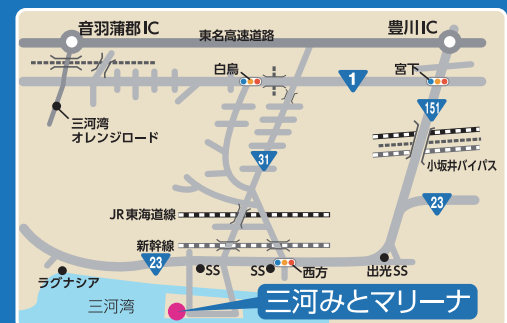 音羽蒲郡IC
東名高速道路
豊川IC
白鳥
1
宮下
三河湾
オレンジロード
151
31
小坂井バイパス
23
JR東海道線
新幹線
23
SS
SS
西方
出光SS
ラグナシア
三河湾
三河みとマリーナ